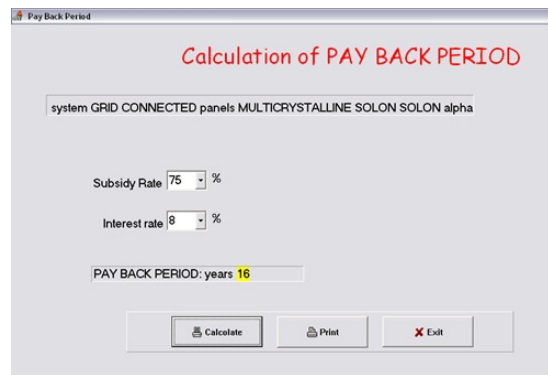 Pay Back Period
Calculation of PAY BACK PERIOD
system GRID CONNECTED panels MULTICRYSTALLINE SOLON SOLON alpha
Subsidy Rate 75 %
Interest rate 8 %
PAY BACK PERIOD: years 16
Calcolate Print Exit